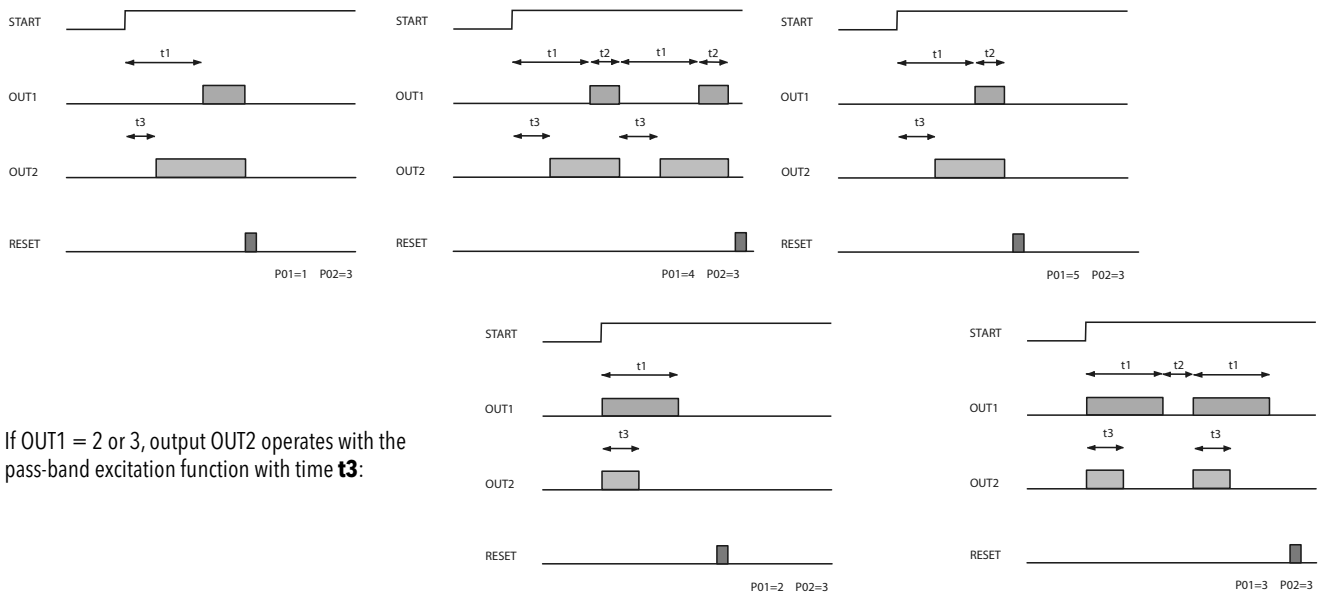 START
t1
OUT1
t3
OUT2
RESET
P01=1 P02=3
START
t1 t2 t1 t2
OUT1
t3 t3
OUT2
RESET
P01=4 P02=3
START
t1 t2
OUT1
t3
OUT2
RESET
P01=5 P02=3
If OUT1 = 2 or 3, output OUT2 operates with the
pass-band excitation function with time t3:
START
t1
OUT1
t3
OUT2
RESET
P01=2 P02=3
START
t1 t2 t1
OUT1
t3 t3
OUT2
RESET
P01=3 P02=3